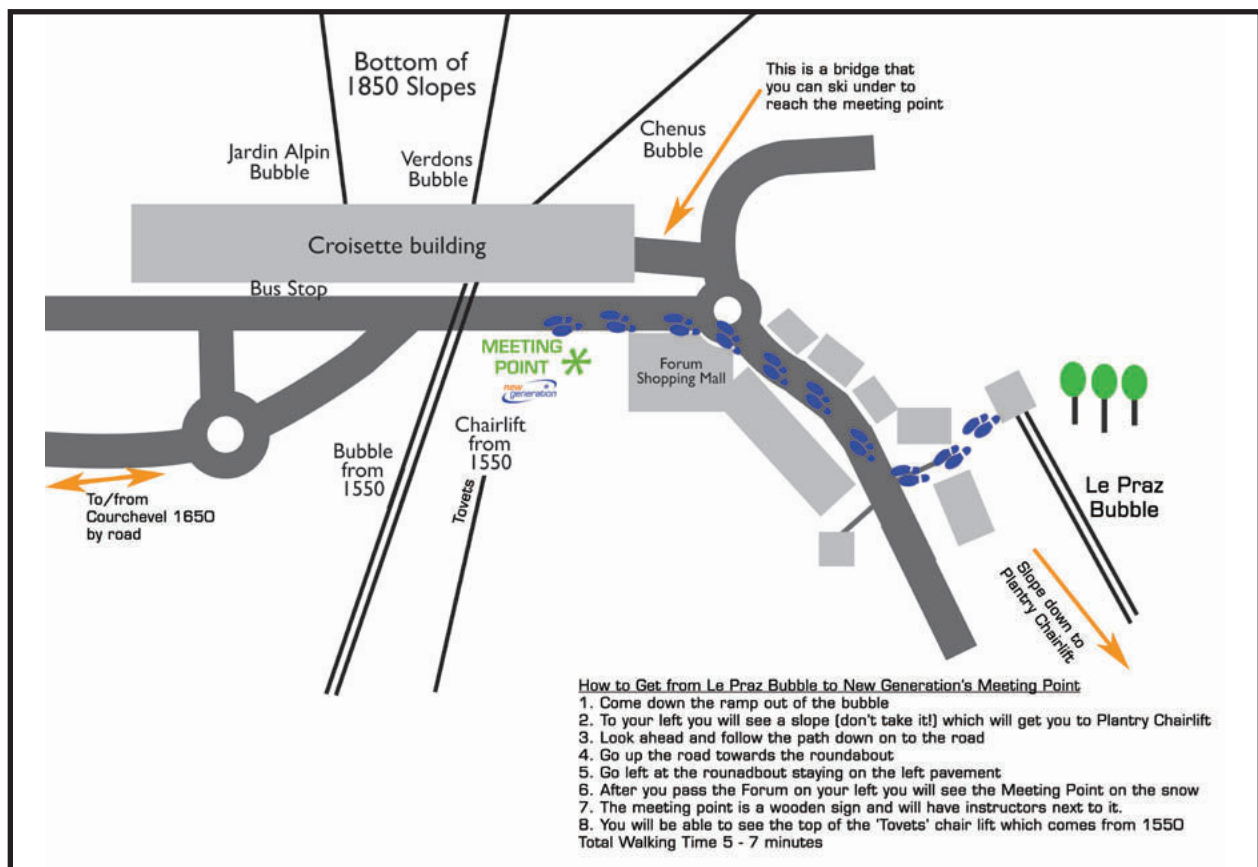 Bottom of
1850 Slopes
This is a bridge that
you can ski under to
reach the meeting point
Jardin Alpin
Bubble
Verdons
Bubble
Chenus
Bubble
Croisette building
Bus Stop
MEETING
POINT
new
generation
Forum
Shopping Mall
Bubble
from
1550
Chairlift
from
1550
Tovets
To/from
Courchevel 1650
by road
Le Praz
Bubble
Slope down to
Plantry Chairlift
How to Get from Le Praz Bubble to New Generation's Meeting Point
1. Come down the ramp out of the bubble
2. To your left you will see a slope (don't take it!) which will get you to Plantry Chairlift
3. Look ahead and follow the path down on to the road
4. Go up the road towards the roundabout
5. Go left at the rounadbout staying on the left pavement
6. After you pass the Forum on your left you will see the Meeting Point on the snow
7. The meeting point is a wooden sign and will have instructors next to it.
8. You will be able to see the top of the 'Tovets' chair lift which comes from 1550
Total Walking Time 5 - 7 minutes